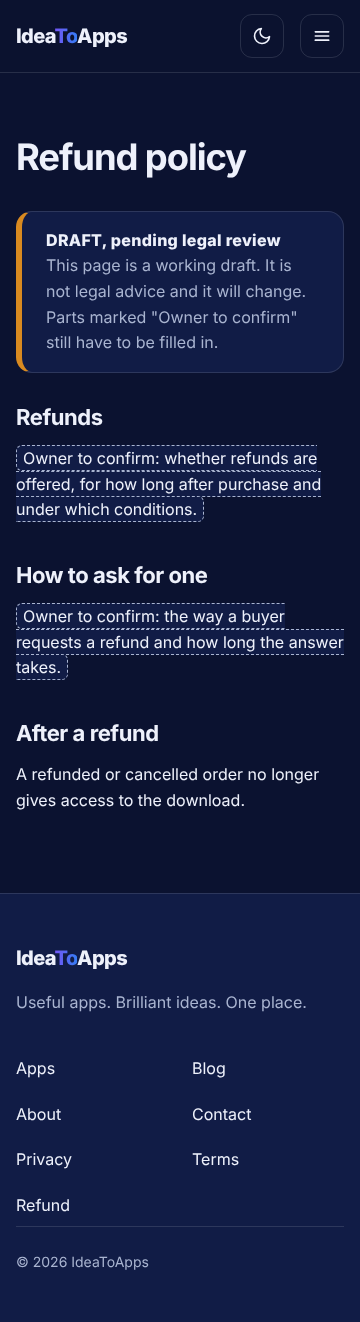 IdeaToApps
Refund policy
DRAFT, pending legal review
This page is a working draft. It is
not legal advice and it will change.
Parts marked "Owner to confirm"
still have to be filled in.
Refunds
Owner to confirm: whether refunds are
offered, for how long after purchase and
under which conditions.
How to ask for one
Owner to confirm: the way a buyer
requests a refund and how long the answer
takes.
After a refund
A refunded or cancelled order no longer
gives access to the download.
IdeaToApps
Useful apps. Brilliant ideas. One place.
Apps
Blog
About
Contact
Privacy
Terms
Refund
© 2026 IdeaToApps